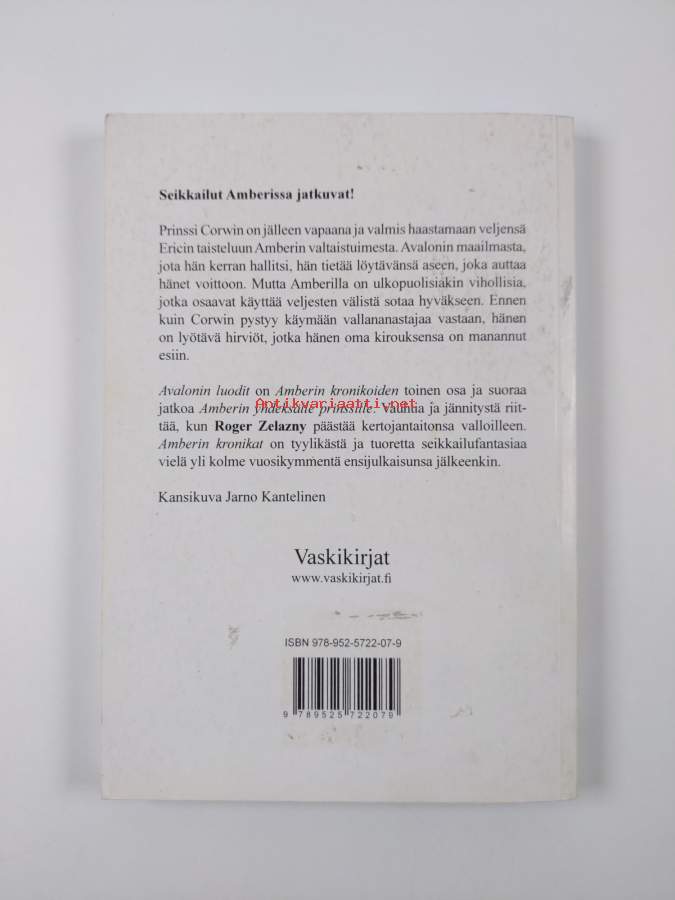 Seikkailut Amberissa jatkuvat!
Prinssi Corwin on jälleen vapaana ja valmis haastamaan veljensä
Ericin taisteluun Amberin valtaistuimesta. Avalonin maailmasta,
jota hän kerran hallitsi, hän tietää löytävänsä aseen, joka auttaa
hänet voittoon. Mutta Amberilla on ulkopuolisiakin vihollisia,
jotka osaavat käyttää veljesten välistä sotaa hyväkseen. Ennen
kuin Corwin pystyy käymään vallananastajaa vastaan, hänen
on lyötävä hirviöt, jotka hänen oma kirouksensa on manannut
esiin.
Avalonin luodit on Amberin kronikoiden toinen osa ja suoraa
Antikvariaatti.net
jatkoa Amberin yhdeksälle prinssille. Vauhtia ja jännitystä riit-
tää, kun Roger Zelazny päästää kertojantaitonsa valloilleen.
Amberin kronikat on tyylikästä ja tuoretta seikkailufantasiaa
vielä yli kolme vuosikymmentä ensijulkaisunsa jälkeenkin.
Kansikuva Jarno Kantelinen
Vaskikirjat
www.vaskikirjat.fi
ISBN 978-952-5722-07-9
9 789525 722079